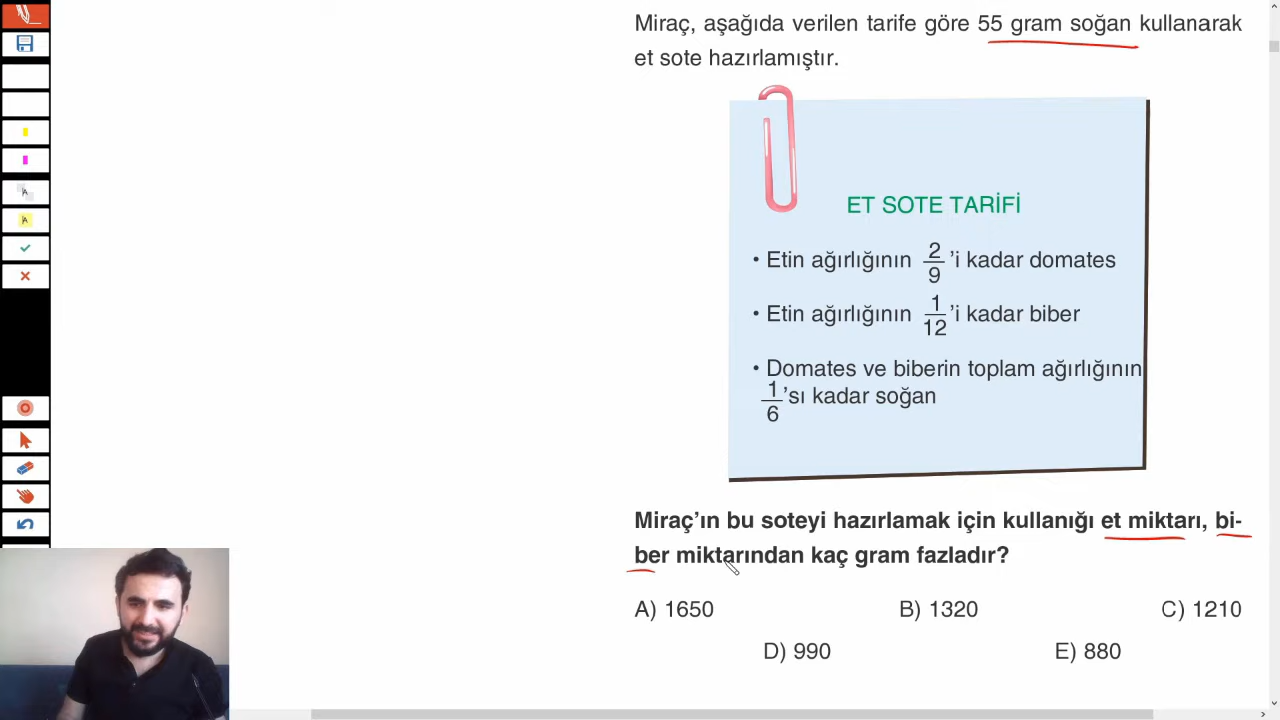 Miraç, aşağıda verilen tarife göre 55 gram soğan kullanarak
et sote hazırlamıştır.
ET SOTE TARİFİ
• Etin ağırlığının 2/9 'i kadar domates
• Etin ağırlığının 1/12 'i kadar biber
• Domates ve biberin toplam ağırlığının
1/6 'sı kadar soğan
Miraç'ın bu soteyi hazırlamak için kullanığı et miktarı, bi-
ber miktarından kaç gram fazladır?
A) 1650 B) 1320 C) 1210
D) 990 E) 880